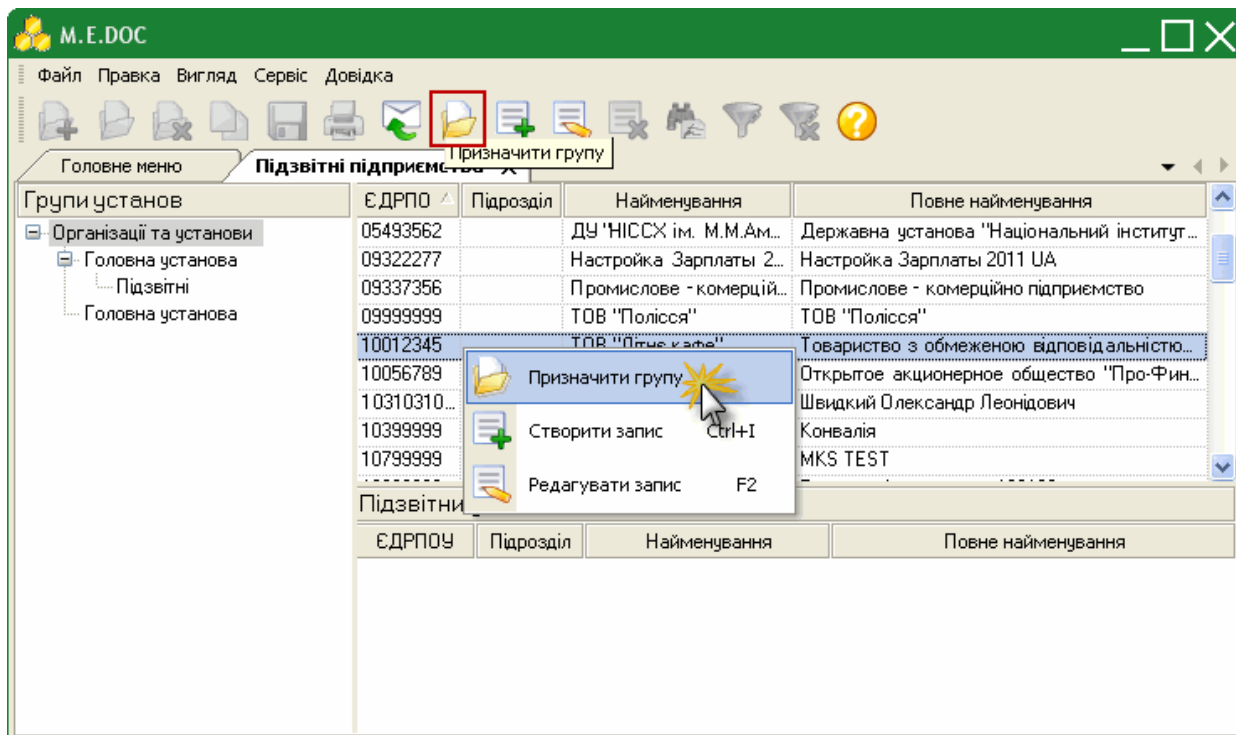 M.E.DOC
Файл Правка Вигляд Сервіс Довідка
Призначити групу
Головне меню Підзвітні підприємства X
Групи установ
Організації та установи
Головна установа
Підзвітні
Головна установа
ЄДРПО Підрозділ Найменування Повне найменування
05493562 ДУ "НІССХ ім. М.М.Ам... Державна установа "Національний інститут...
09322277 Настройка Зарплаты 2... Настройка Зарплаты 2011 UA
09337356 Промислове - комерцій... Промислове - комерційно підприємство
09999999 ТОВ "Полісся" ТОВ "Полісся"
10012345 ТОВ "Літнє кафе" Товариство з обмеженою відповідальністю...
10056789 Открытое акционерное общество "Про-Фин...
10310310... Швидкий Олександр Леонідович
10399999 Конвалія
10799999 MKS TEST
Призначити групу
Створити запис Ctrl+I
Редагувати запис F2
Підзвітни
ЄДРПОУ Підрозділ Найменування Повне найменування